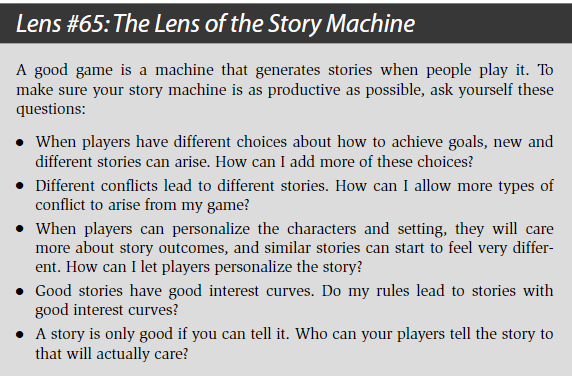 Lens #65: The Lens of the Story Machine
A good game is a machine that generates stories when people play it. To
make sure your story machine is as productive as possible, ask yourself these
questions:
● When players have different choices about how to achieve goals, new and
different stories can arise. How can I add more of these choices?
● Different conflicts lead to different stories. How can I allow more types of
conflict to arise from my game?
● When players can personalize the characters and setting, they will care
more about story outcomes, and similar stories can start to feel very differ-
ent. How can I let players personalize the story?
● Good stories have good interest curves. Do my rules lead to stories with
good interest curves?
● A story is only good if you can tell it. Who can your players tell the story to
that will actually care?